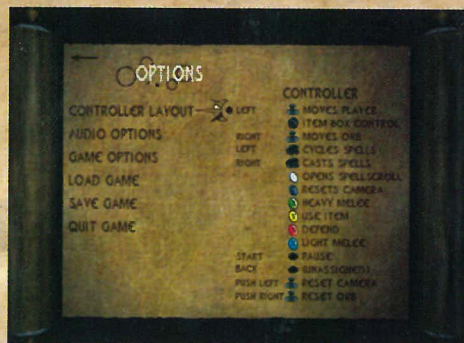 OPTIONS
CONTROLLER
CONTROLLER LAYOUT
AUDIO OPTIONS
GAME OPTIONS
LOAD GAME
SAVE GAME
QUIT GAME
LEFT MOVES PLAYER
ITEM BOX CONTROL
RIGHT MOVES ORB
LEFT CYCLES SPELLS
RIGHT CASTS SPELLS
OPENS SPELLSCROLL
RESETS CAMERA
HEAVY MELEE
USE ITEM
DEFEND
LIGHT MELEE
START PAUSE
BACK (UNASSIGNED)
PUSH LEFT RESET CAMERA
PUSH RIGHT RESET ORB